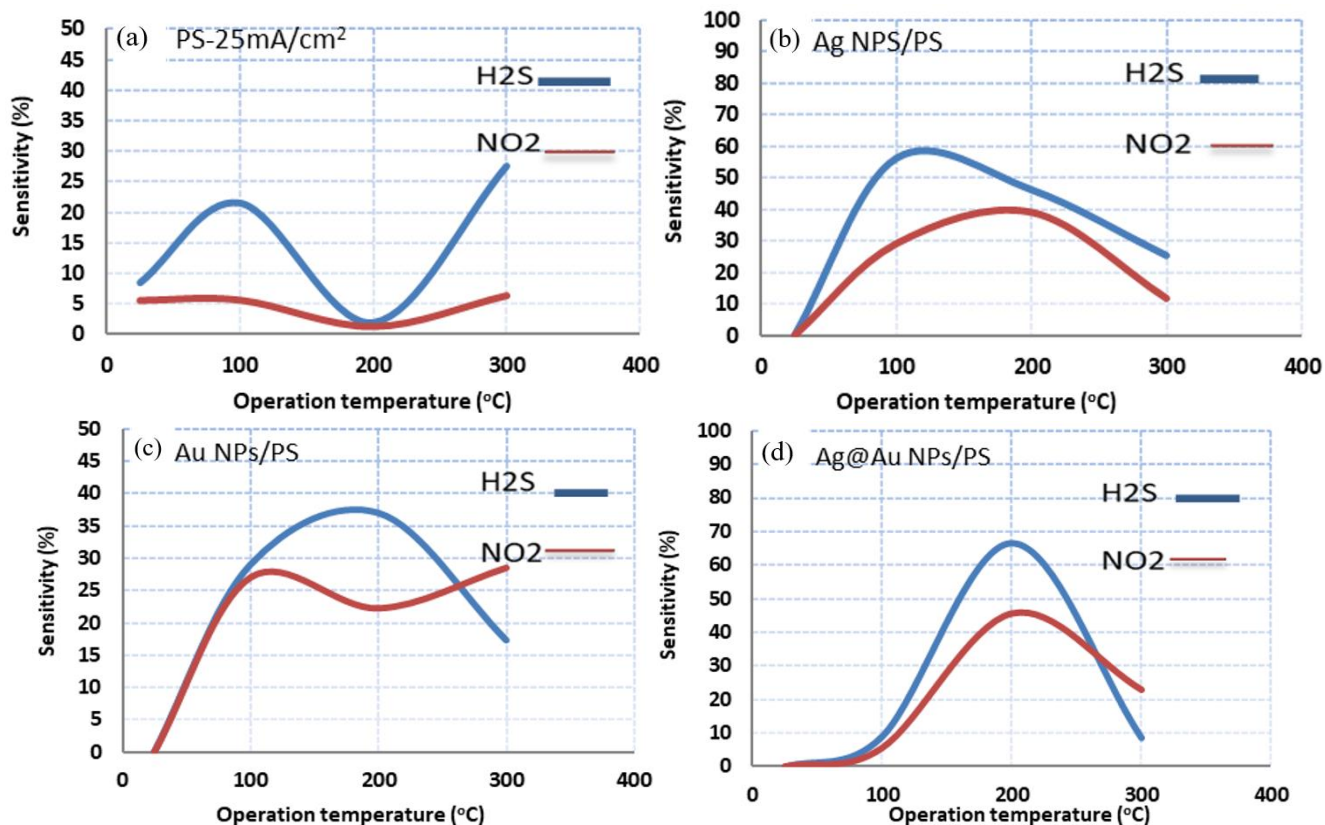 (a) PS-25mA/cm²
H2S
NO2
50
45
40
35
30
25
20
15
10
5
0
Sensitivity (%)
0 100 200 300 400
Operation temperature (°C)
(b) Ag NPS/PS
H2S
NO2
100
90
80
70
60
50
40
30
20
10
0
Sensitivity (%)
0 100 200 300 400
Operation temperature (°C)
(c) Au NPs/PS
H2S
NO2
50
45
40
35
30
25
20
15
10
5
0
Sensitivity (%)
0 100 200 300 400
Operation temperature (°C)
(d) Ag@Au NPs/PS
H2S
NO2
100
90
80
70
60
50
40
30
20
10
0
Sensitivity (%)
0 100 200 300 400
Operation temperature (°C)